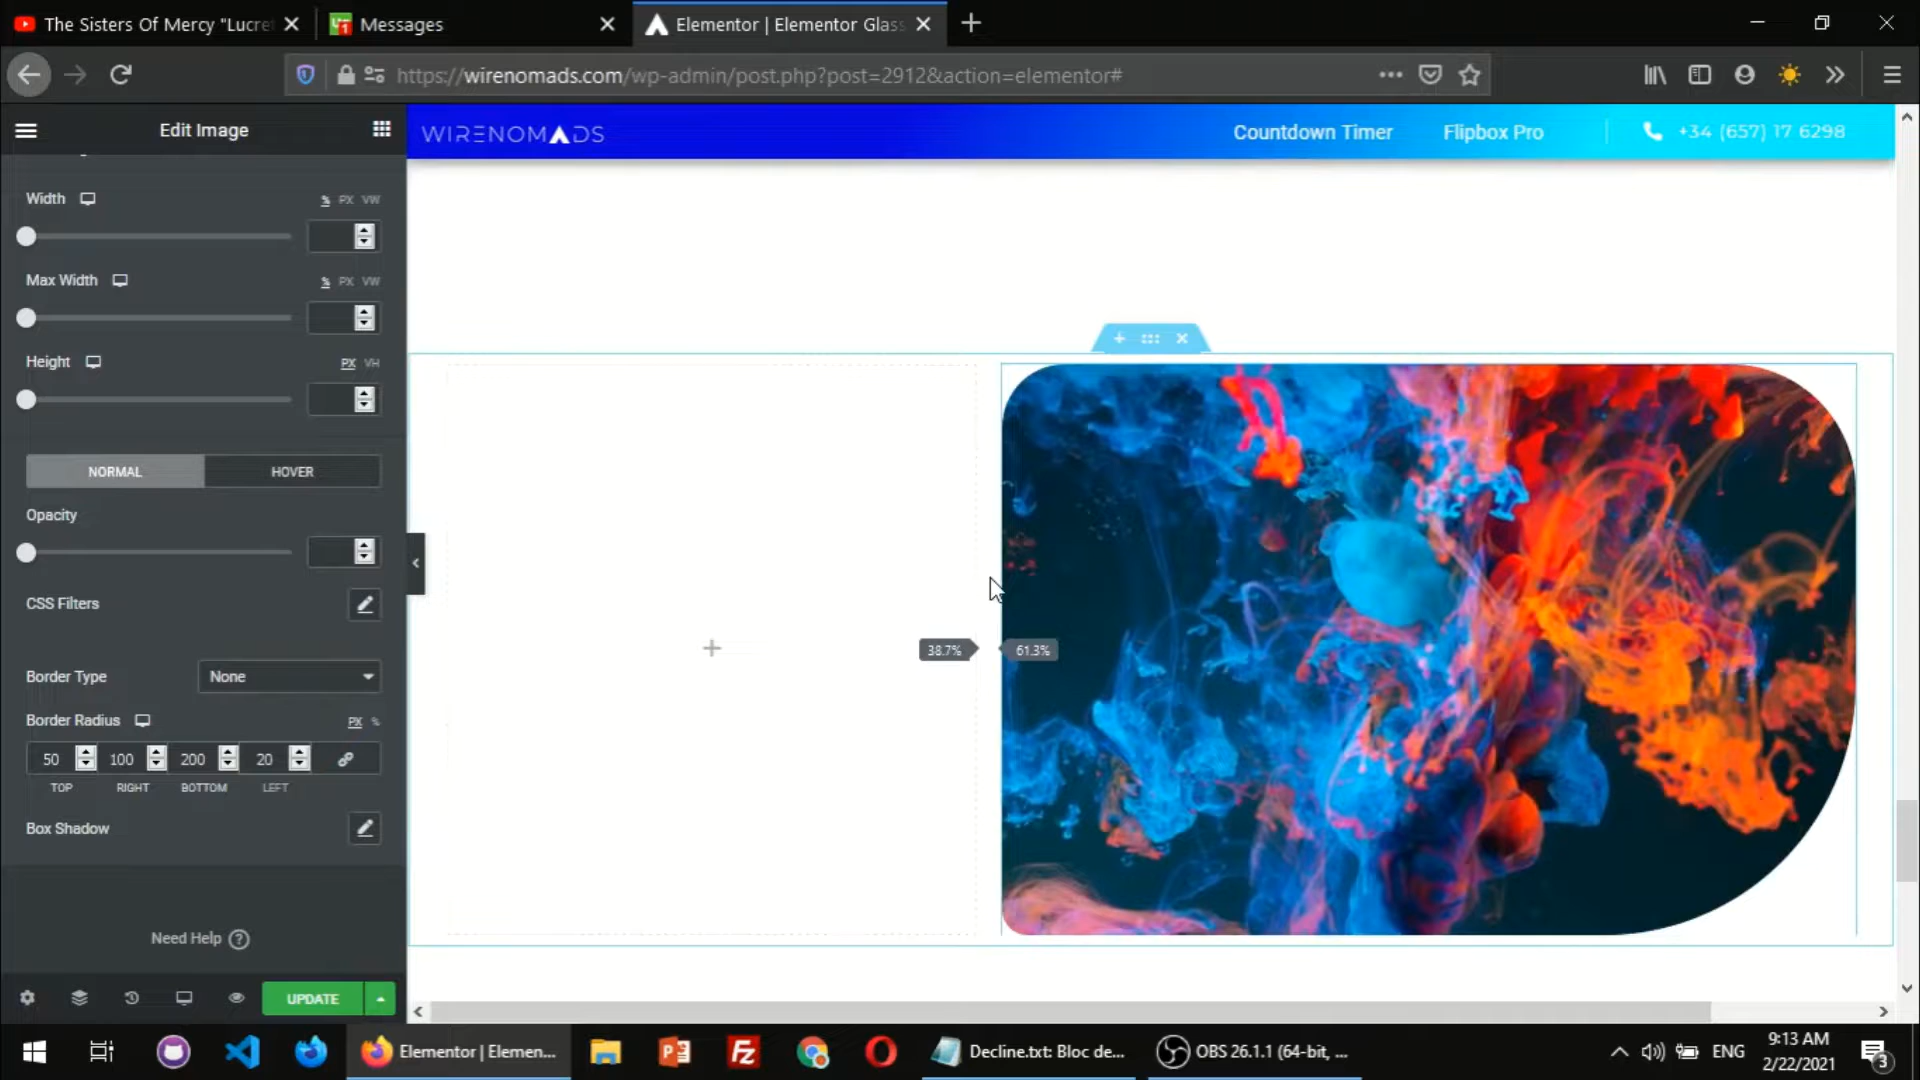 The Sisters Of Mercy "Lucre
Messages
Elementor | Elementor Glass
https://wirenomads.com/wp-admin/post.php?post=2912&action=elementor#
Edit Image
WIRENOMADS
Countdown Timer
Flipbox Pro
+34 (657) 17 6298
Width
% PX VW
Max Width
% PX VW
Height
PX VH
NORMAL
HOVER
Opacity
CSS Filters
38.7%
61.3%
Border Type
None
Border Radius
PX %
50
100
200
20
TOP
RIGHT
BOTTOM
LEFT
Box Shadow
Need Help
UPDATE
Elementor | Elemen...
Decline.txt: Bloc de...
OBS 26.1.1 (64-bit, ...
ENG
9:13 AM
2/22/2021
3